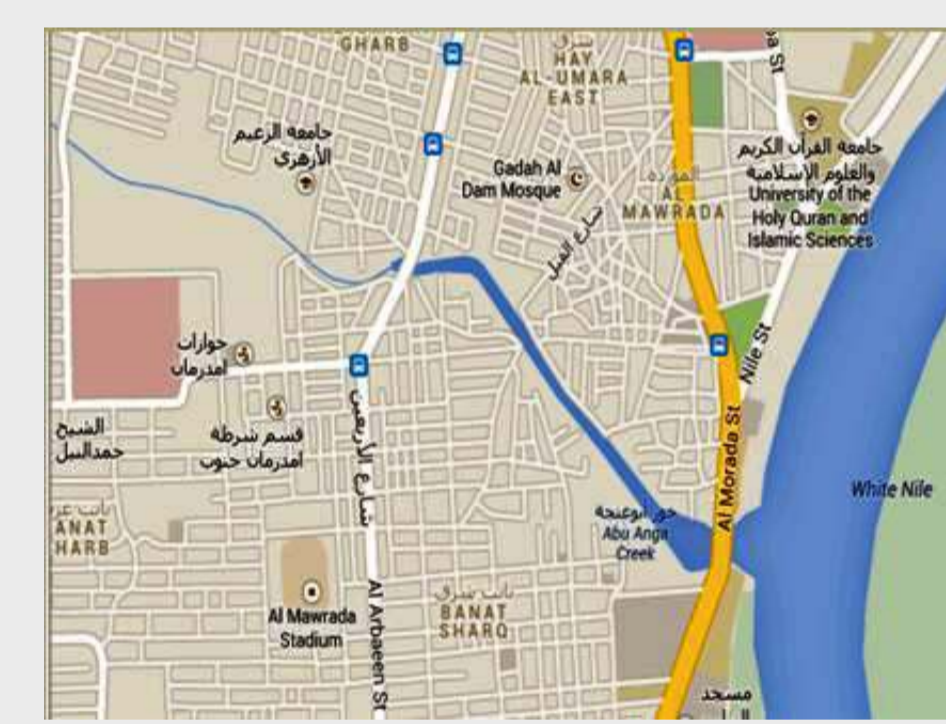 GHARB
شرق
HAY
AL-UMARA
EAST
جامعة الزعيم
الأزهري
Gadah Al
Dam Mosque
الموردة
AL
MAWRADA
شارع الفيل
جامعة القرآن الكريم
والعلوم الإسلامية
University of the
Holy Quran and
Islamic Sciences
Nile St
جوازات
امدرمان
الشيخ
حمدالنيل
قسم شرطة
امدرمان جنوب
شارع الأربعين
Al Morada St
White Nile
خور أبوعنجة
Abu Anga
Creek
ANAT
HARB
Al Mawrada
Stadium
Al Arbaeen St
بانت شرق
BANAT
SHARQ
مسجد